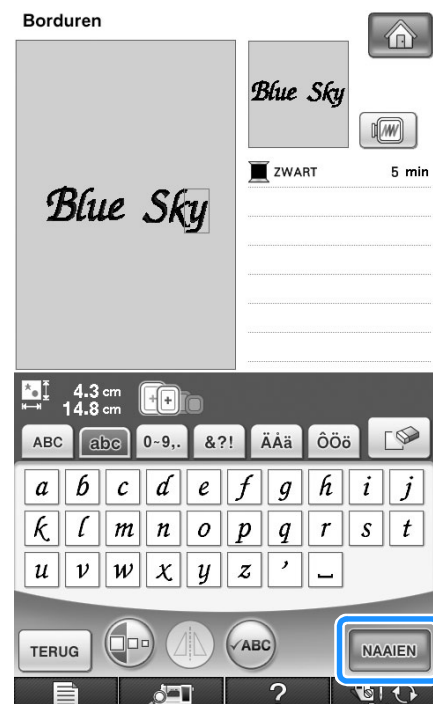 Borduren
Blue Sky
Blue Sky
ZWART 5 min
4.3 cm
14.8 cm
ABC abc 0~9,. &?! ÄÅä ÔÖö
a b c d e f g h i j
k l m n o p q r s t
u v w x y z ’ _
TERUG ABC NAAIEN
?